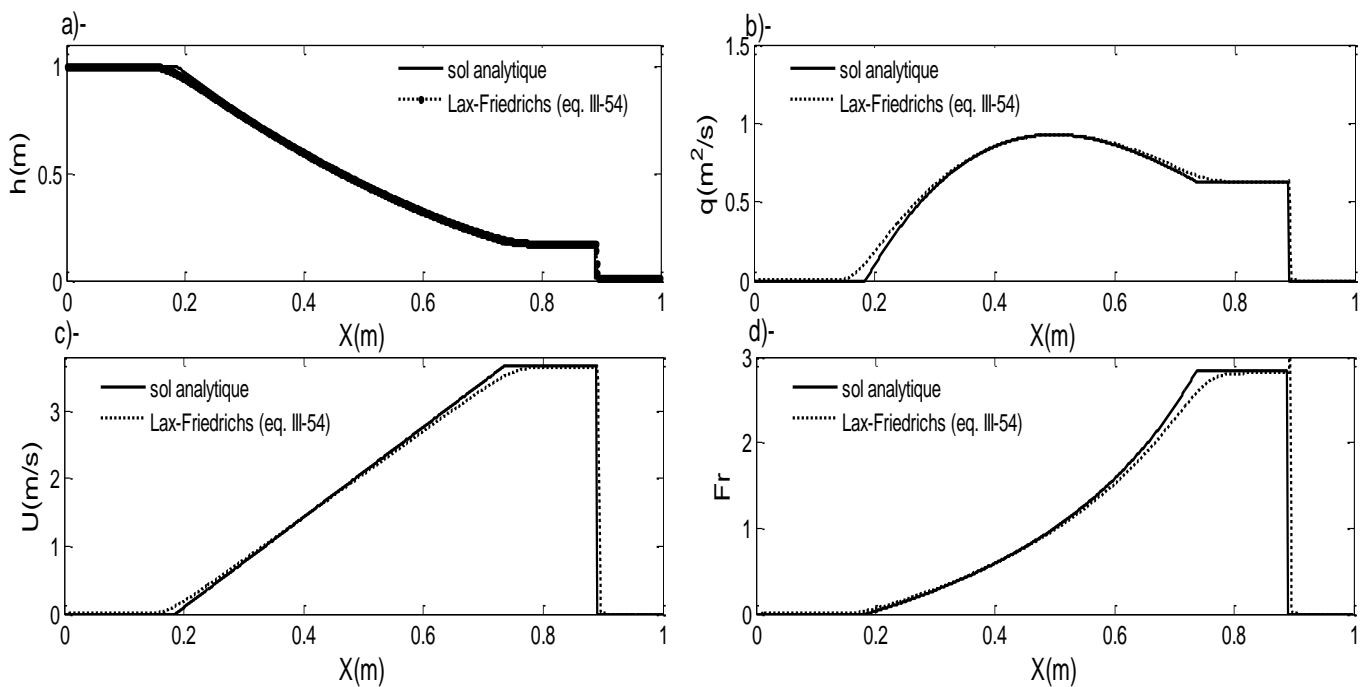 a)-
h(m)
1
0.5
0
sol analytique
Lax-Friedrichs (eq. III-54)
0 0.2 0.4 0.6 0.8 1
X(m)
b)-
q(m²/s)
1.5
1
0.5
0
sol analytique
Lax-Friedrichs (eq. III-54)
0 0.2 0.4 0.6 0.8 1
X(m)
c)-
U(m/s)
3
2
1
0
sol analytique
Lax-Friedrichs (eq. III-54)
0 0.2 0.4 0.6 0.8 1
X(m)
d)-
Fr
3
2
1
0
sol analytique
Lax-Friedrichs (eq. III-54)
0 0.2 0.4 0.6 0.8 1
X(m)